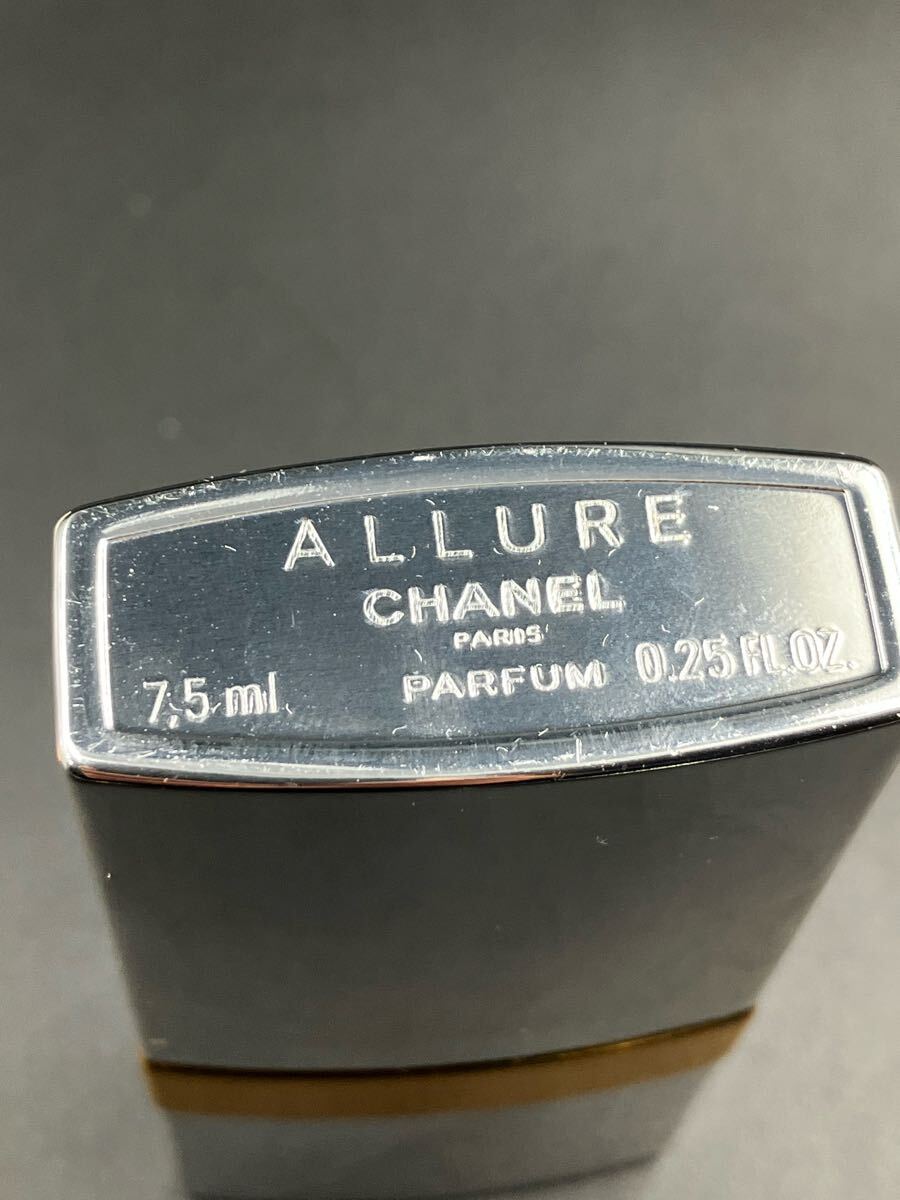 ALLURE
CHANEL
PARIS
7,5 ml PARFUM 0.25 FL.OZ.